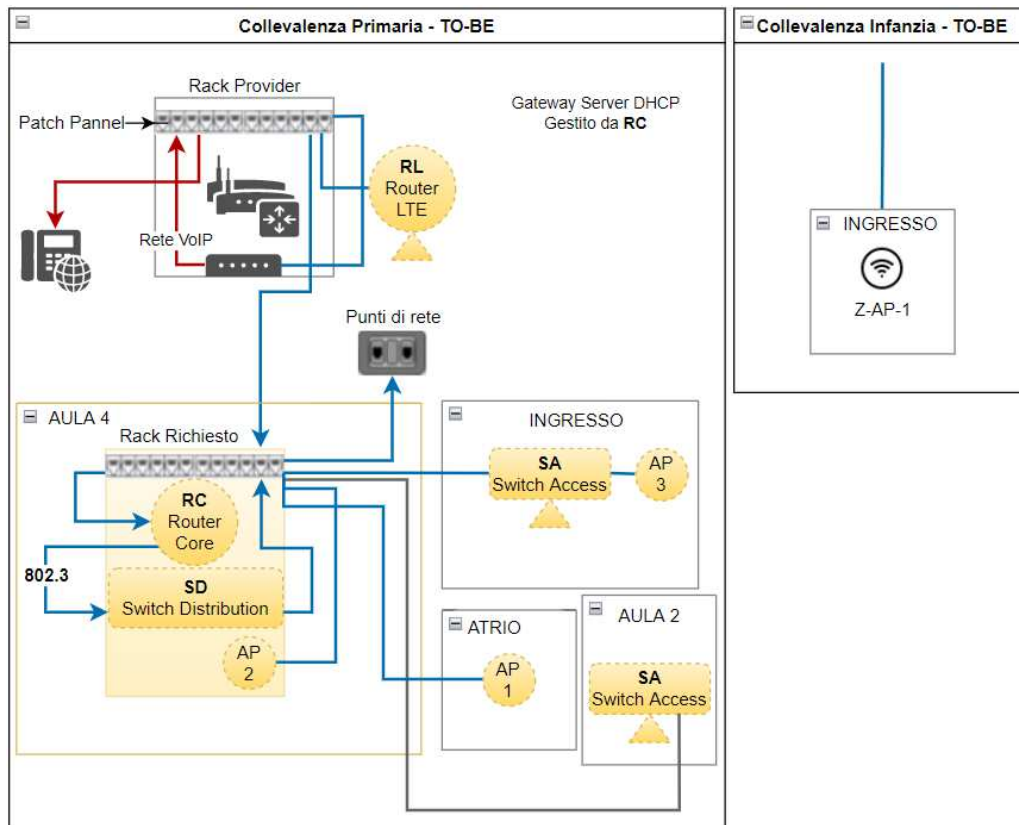 Collevalenza Primaria - TO-BE
Rack Provider
Patch Pannel
Gateway Server DHCP
Gestito da RC
RL
Router
LTE
Rete VoIP
Punti di rete
AULA 4
Rack Richiesto
RC
Router
Core
802.3
SD
Switch Distribution
AP
2
INGRESSO
SA
Switch Access
AP
3
ATRIO
AP
1
AULA 2
SA
Switch Access
Collevalenza Infanzia - TO-BE
INGRESSO
Z-AP-1